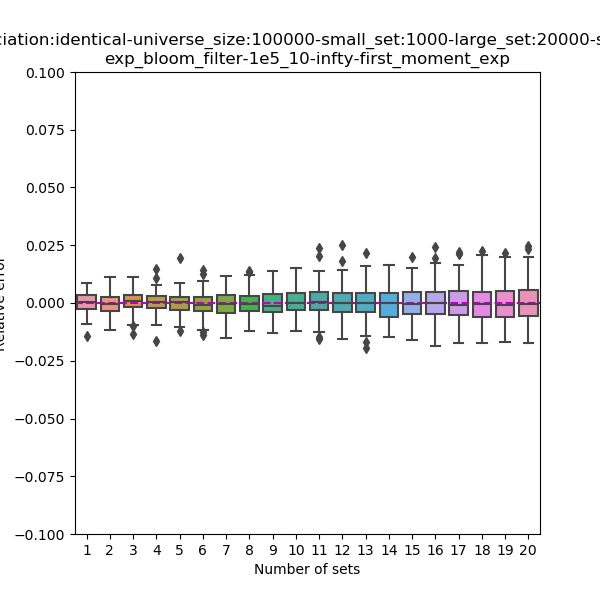 ciation:identical-universe_size:100000-small_set:1000-large_set:20000-s
exp_bloom_filter-1e5_10-infty-first_moment_exp
0.100
0.075
0.050
0.025
0.000
−0.025
−0.050
−0.075
−0.100
Relative error
1 2 3 4 5 6 7 8 9 10 11 12 13 14 15 16 17 18 19 20
Number of sets